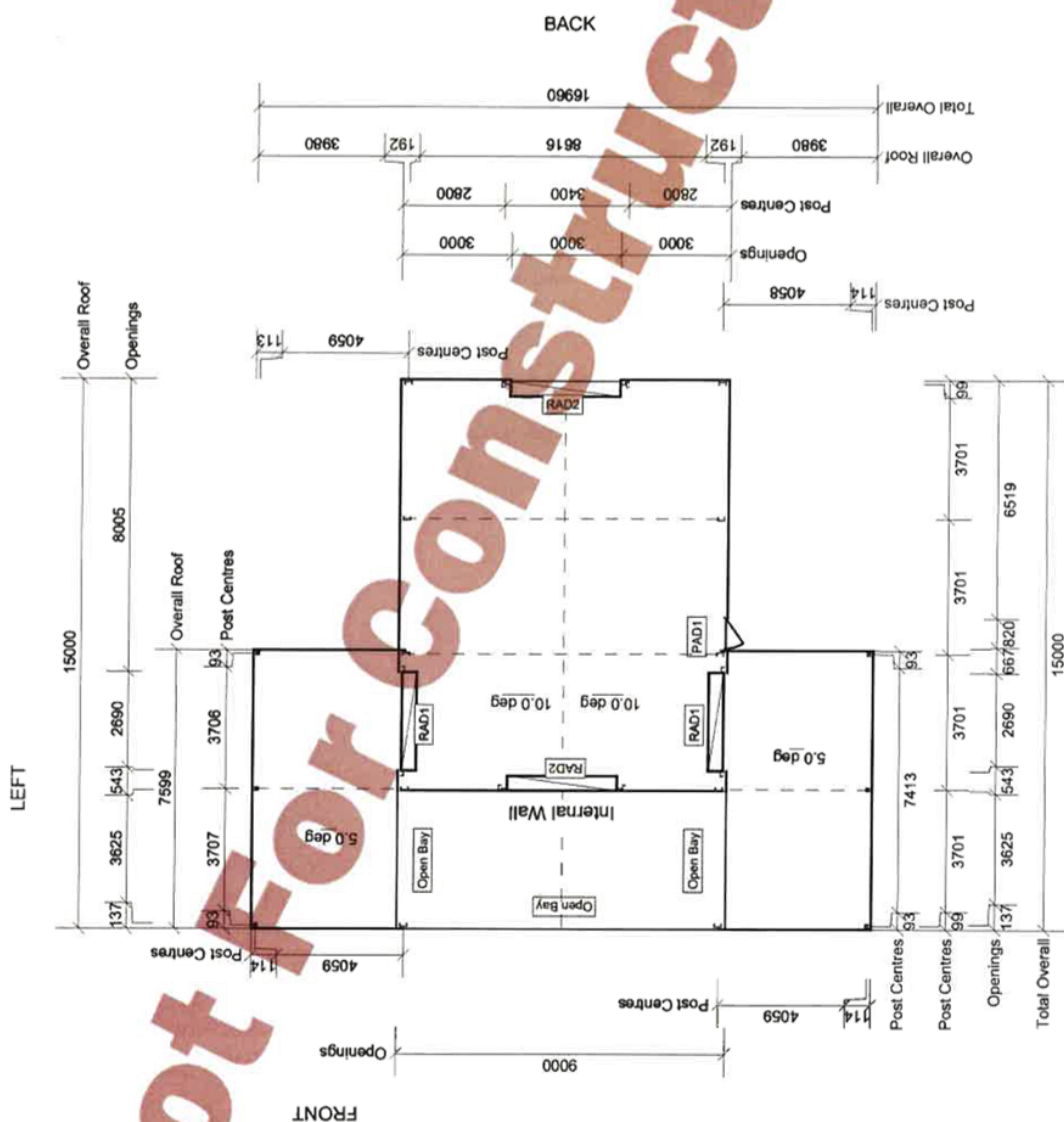 BACK
16960
Total Overall
3980
192
8616
192
3980
Overall Roof
2800
3400
2800
Post Centres
3000
3000
3000
Openings
4058
114
Post Centres
113
4059
Post Centres
Overall Roof
Openings
15000
8005
2690
543
3625
137
LEFT
Overall Roof
7599
Post Centres
93
3706
3707
93
RAD2
PAD1
RAD1
10.0 deg
10.0 deg
RAD1
RAD2
Internal Wall
5.0 deg
5.0 deg
Open Bay
Open Bay
Open Bay
99
3701
3701
3701
3701
99
6519
820
667
2690
543
3625
137
15000
93
7413
93
Post Centres
Post Centres
Openings
Total Overall
Post Centres
114
4059
Post Centres
4059
114
Openings
9000
FRONT
ot For Construct